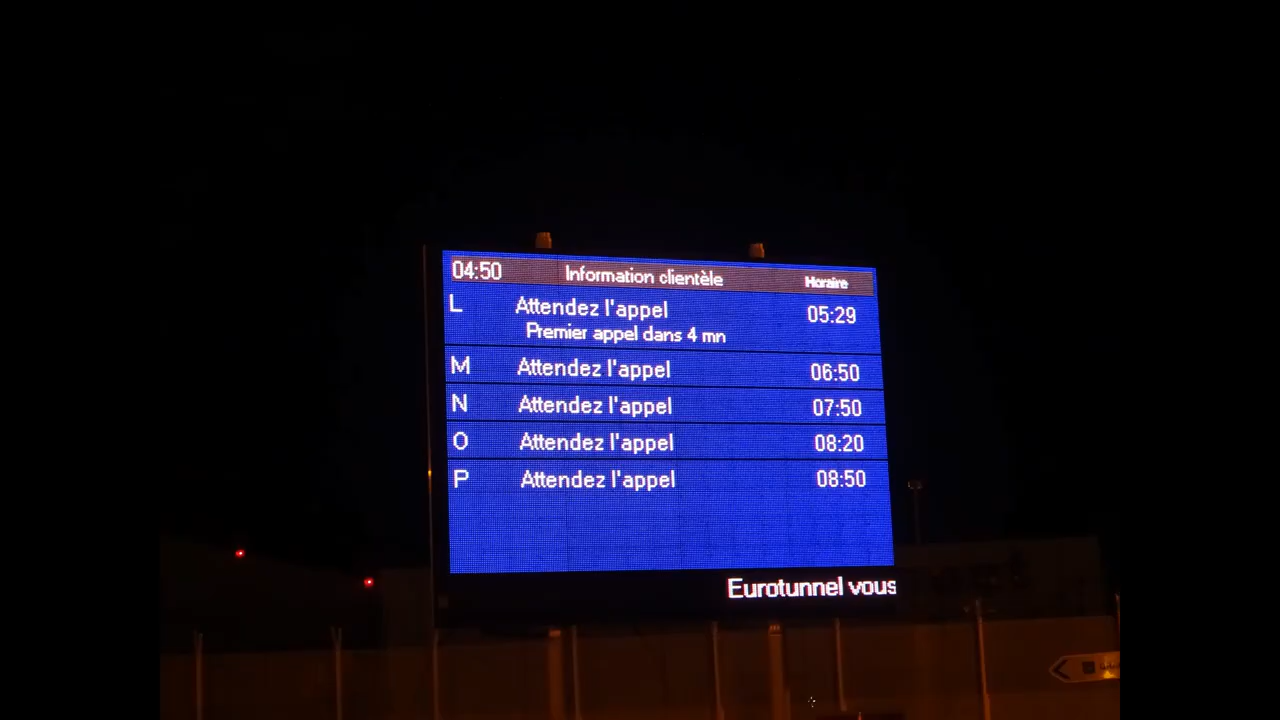 04:50 Information clientèle Horaire
L Attendez l'appel 05:29
Premier appel dans 4 mn
M Attendez l'appel 06:50
N Attendez l'appel 07:50
O Attendez l'appel 08:20
P Attendez l'appel 08:50
Eurotunnel vous